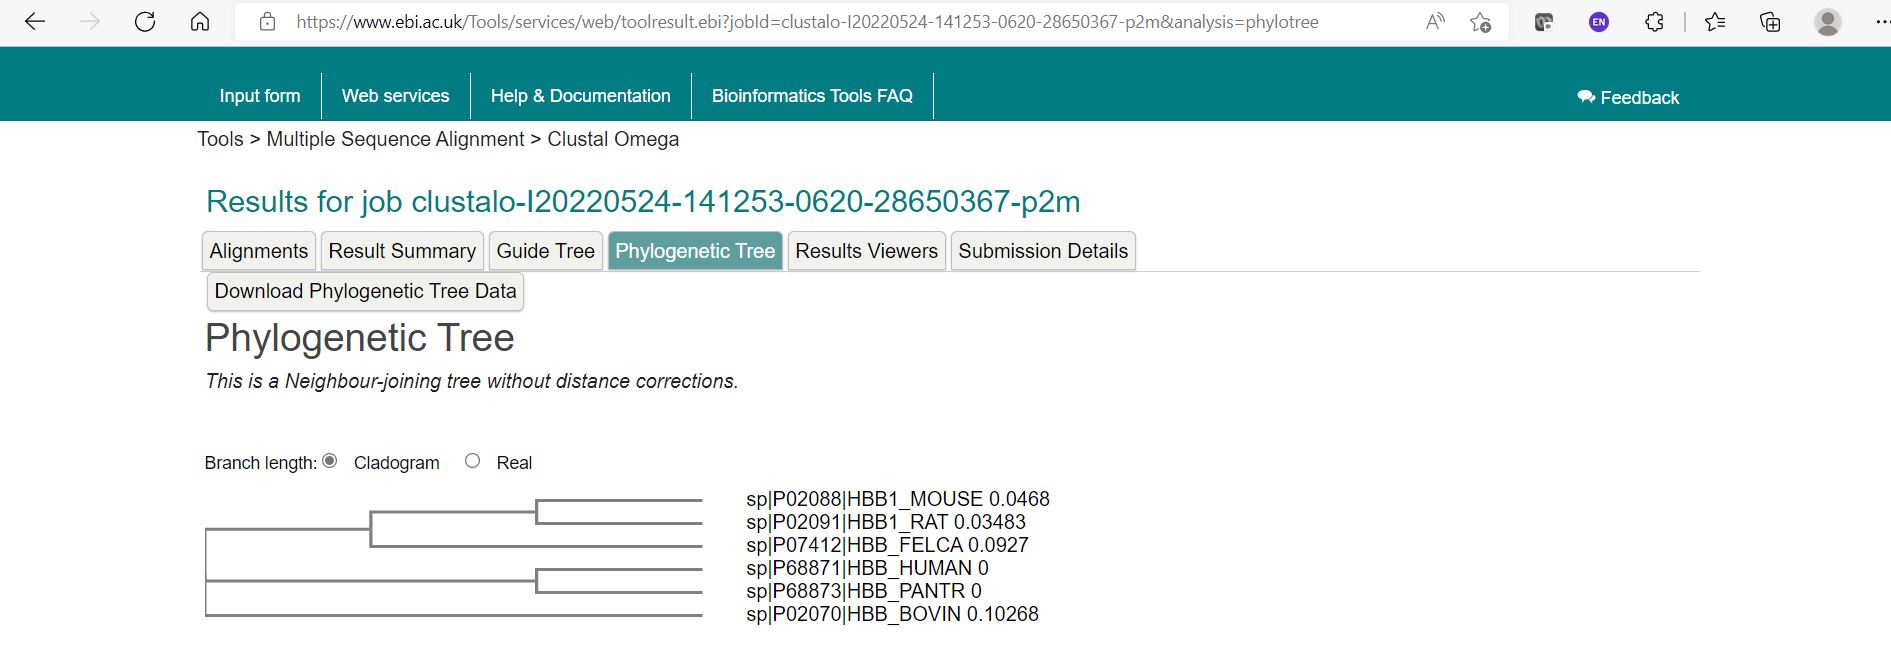 https://www.ebi.ac.uk/Tools/services/web/toolresult.ebi?jobId=clustalo-I20220524-141253-0620-28650367-p2m&analysis=phylotree
EN
Input form Web services Help & Documentation Bioinformatics Tools FAQ Feedback
Tools > Multiple Sequence Alignment > Clustal Omega
Results for job clustalo-I20220524-141253-0620-28650367-p2m
Alignments Result Summary Guide Tree Phylogenetic Tree Results Viewers Submission Details
Download Phylogenetic Tree Data
Phylogenetic Tree
This is a Neighbour-joining tree without distance corrections.
Branch length: Cladogram Real
sp|P02088|HBB1_MOUSE 0.0468
sp|P02091|HBB1_RAT 0.03483
sp|P07412|HBB_FELCA 0.0927
sp|P68871|HBB_HUMAN 0
sp|P68873|HBB_PANTR 0
sp|P02070|HBB_BOVIN 0.10268